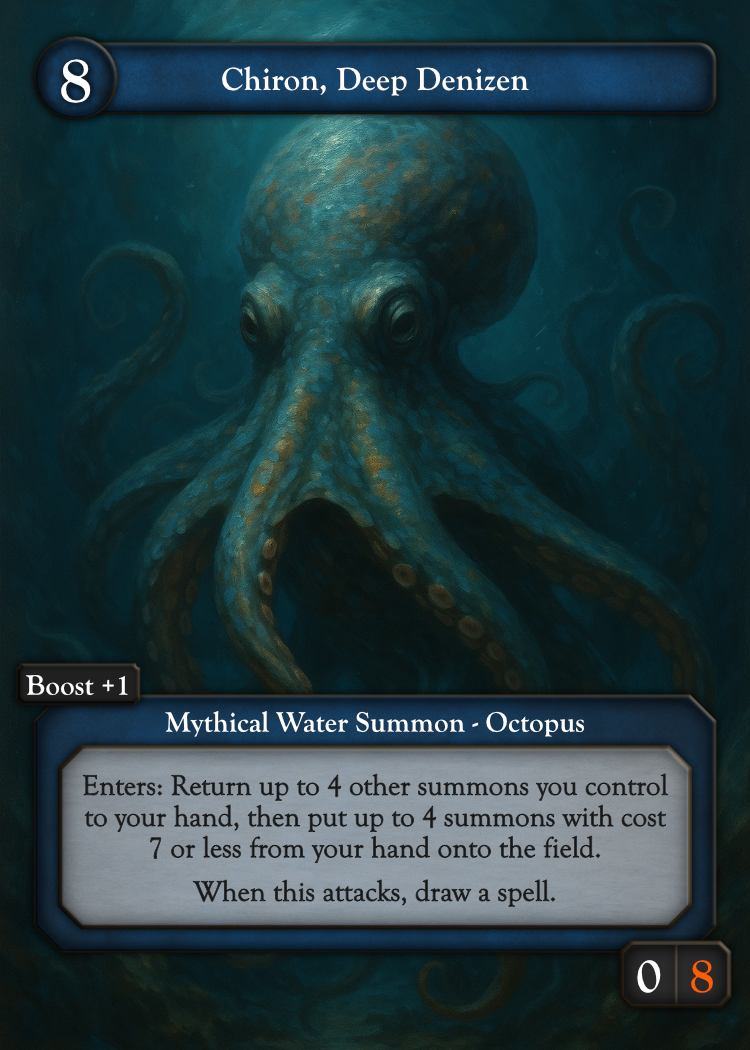 8
Chiron, Deep Denizen
Boost +1
Mythical Water Summon - Octopus
Enters: Return up to 4 other summons you control
to your hand, then put up to 4 summons with cost
7 or less from your hand onto the field.
When this attacks, draw a spell.
0 8